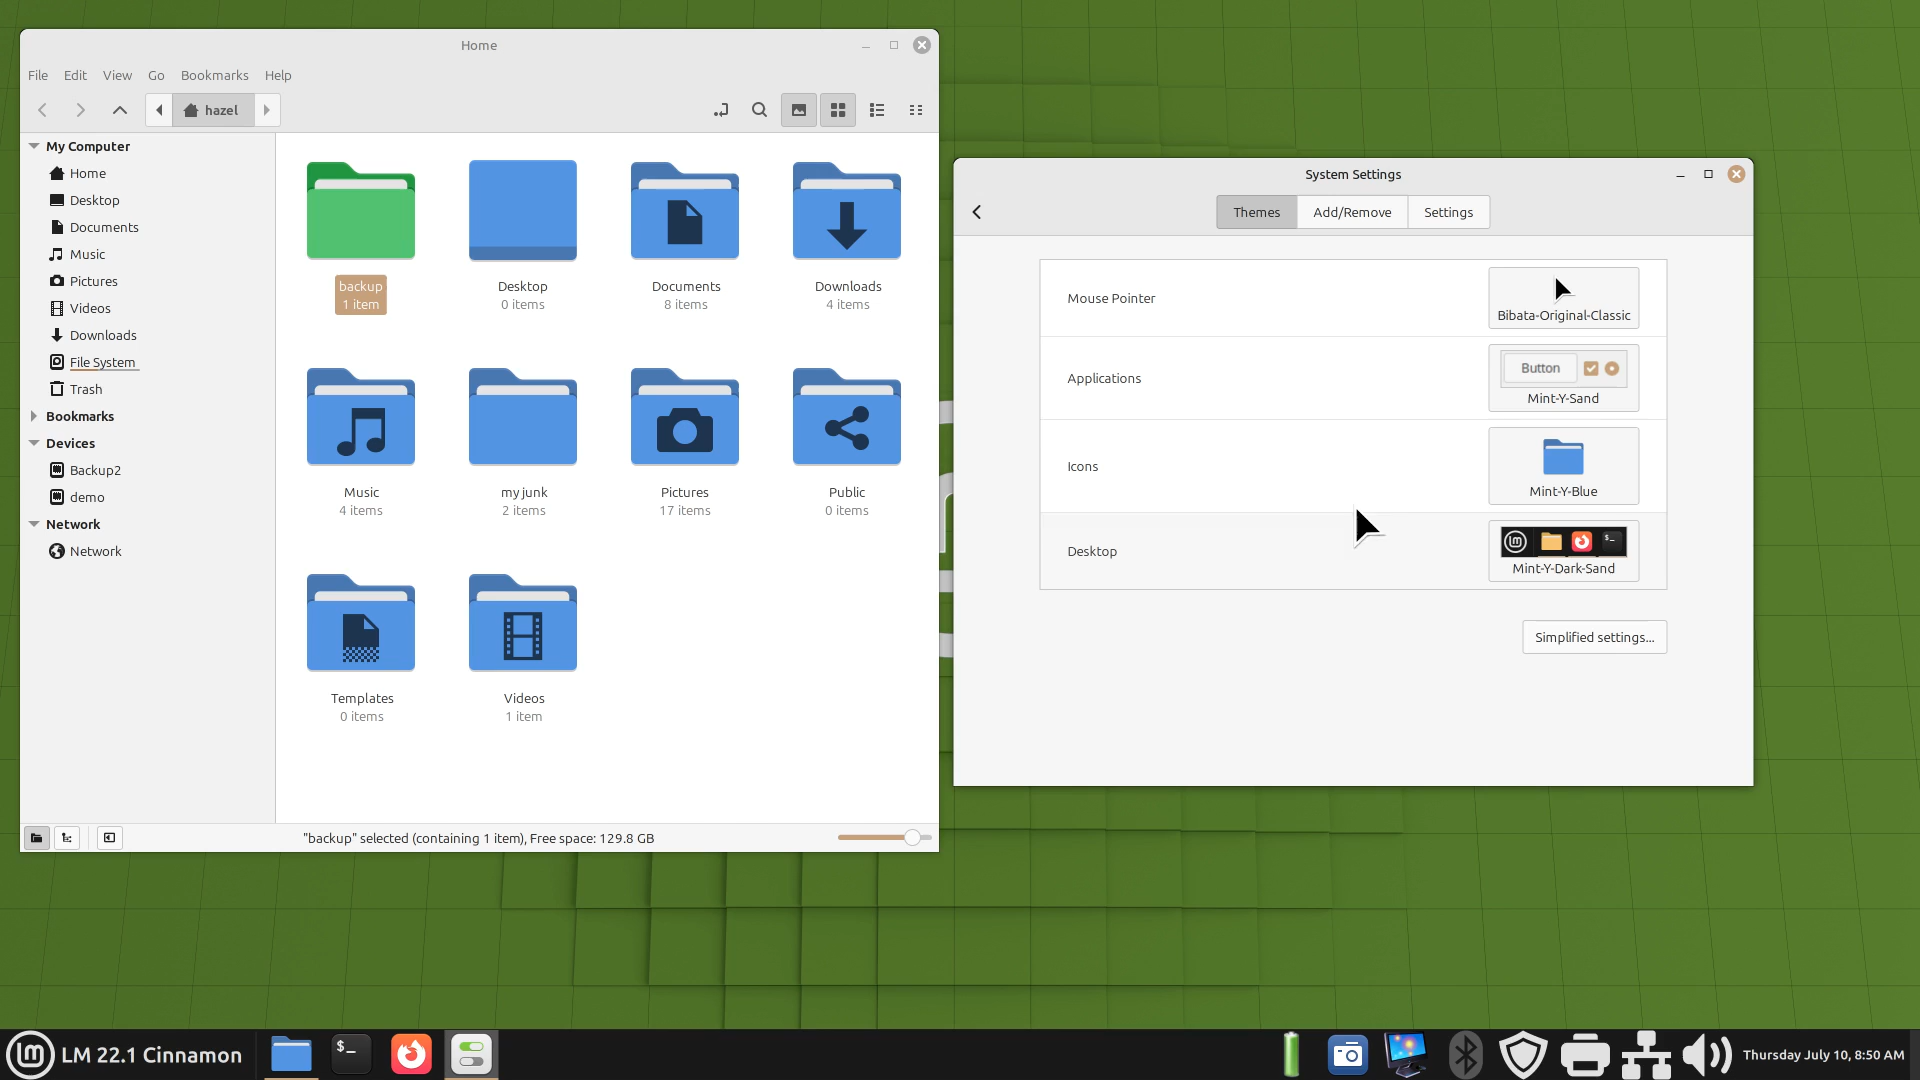 Home
File Edit View Go Bookmarks Help
hazel
My Computer
Home
Desktop
Documents
Music
Pictures
Videos
Downloads
File System
Trash
Bookmarks
Devices
Backup2
demo
Network
Network
backup
1 item
Desktop
0 items
Documents
8 items
Downloads
4 items
Music
4 items
my junk
2 items
Pictures
17 items
Public
0 items
Templates
0 items
Videos
1 item
"backup" selected (containing 1 item), Free space: 129.8 GB
System Settings
Themes Add/Remove Settings
Mouse Pointer
Bibata-Original-Classic
Applications
Button
Mint-Y-Sand
Icons
Mint-Y-Blue
Desktop
$_
Mint-Y-Dark-Sand
Simplified settings...
LM 22.1 Cinnamon
$_
Thursday July 10, 8:50 AM